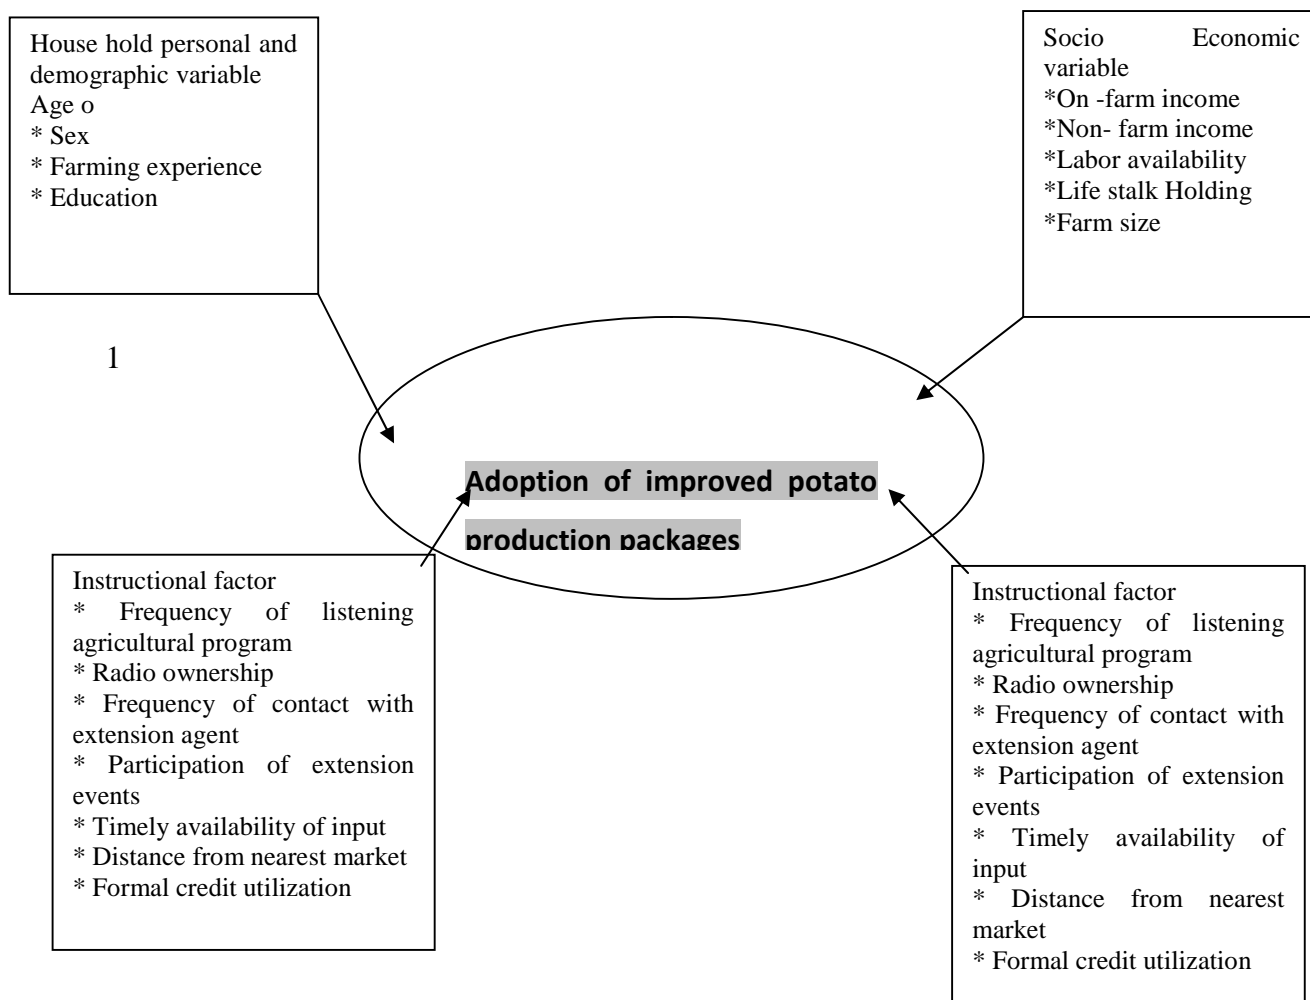 House hold personal and
demographic variable
Age o
* Sex
* Farming experience
* Education
Socio Economic
variable
*On -farm income
*Non- farm income
*Labor availability
*Life stalk Holding
*Farm size
1
Adoption of improved potato
production packages
Instructional factor
* Frequency of listening
agricultural program
* Radio ownership
* Frequency of contact with
extension agent
* Participation of extension
events
* Timely availability of input
* Distance from nearest market
* Formal credit utilization
Instructional factor
* Frequency of listening
agricultural program
* Radio ownership
* Frequency of contact with
extension agent
* Participation of extension
events
* Timely availability of
input
* Distance from nearest
market
* Formal credit utilization